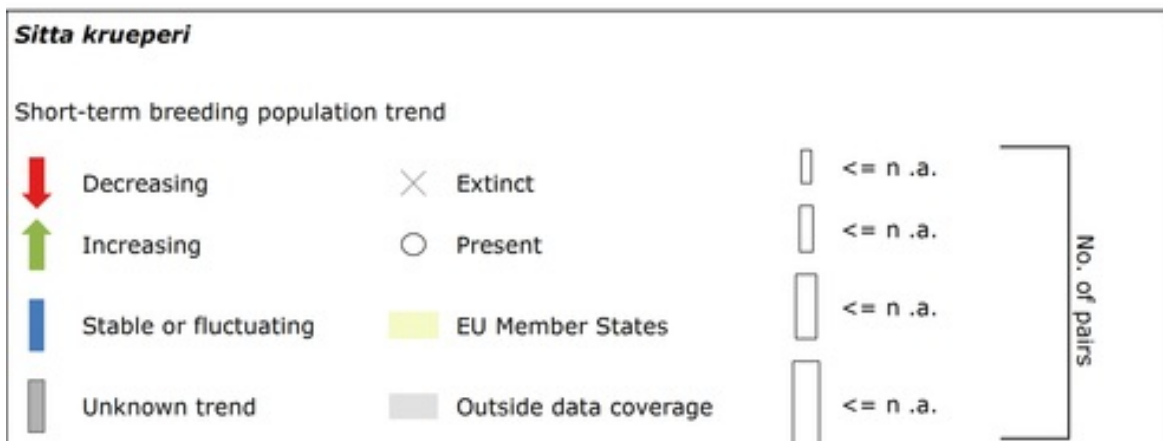 Sitta krueperi
Short-term breeding population trend
Decreasing
Extinct
<= n .a.
Increasing
Present
<= n .a.
Stable or fluctuating
EU Member States
<= n .a.
Unknown trend
Outside data coverage
<= n .a.
No. of pairs